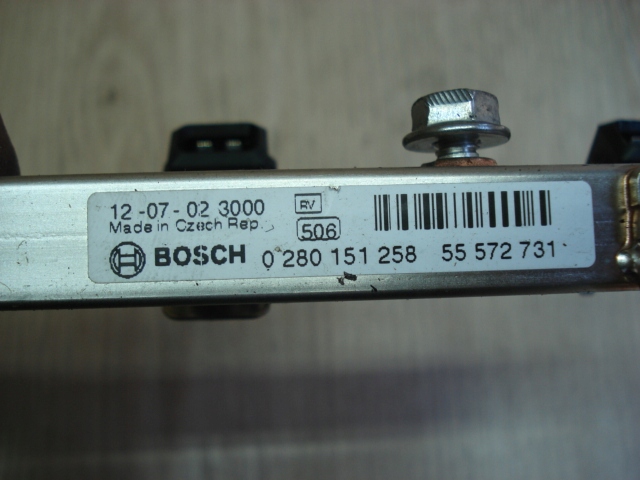 12-07-02 3000 RV
Made in Czech Rep. 506
BOSCH 0 280 151 258 55 572 731